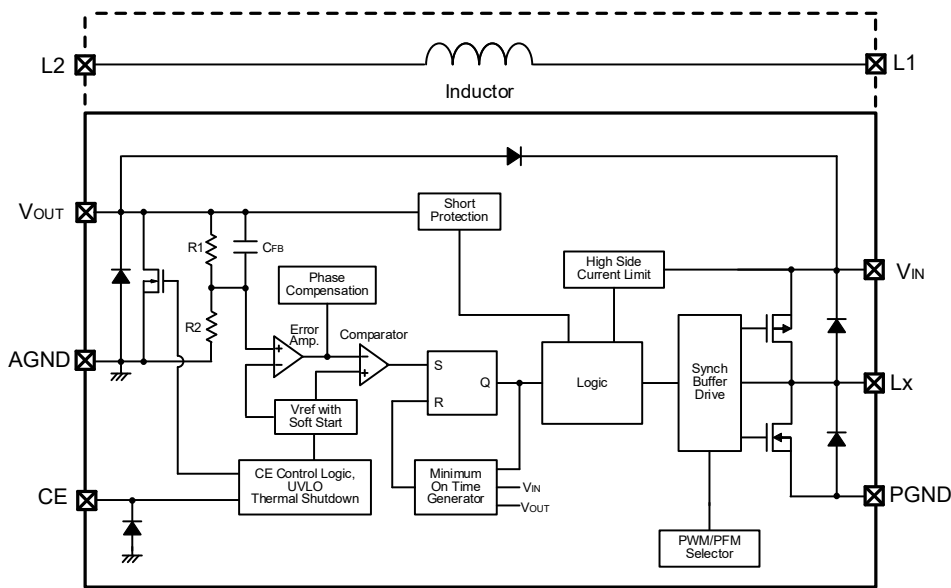 L2
L1
Inductor
VOUT
Short
Protection
R1
CFB
High Side
Current Limit
VIN
Phase
Compensation
R2
Error
Amp.
Comparator
AGND
+
−
−
+
S
Q
R
Logic
Synch
Buffer
Drive
Lx
Vref with
Soft Start
CE Control Logic,
UVLO
Thermal Shutdown
Minimum
On Time
Generator
VIN
VOUT
CE
PGND
PWM/PFM
Selector